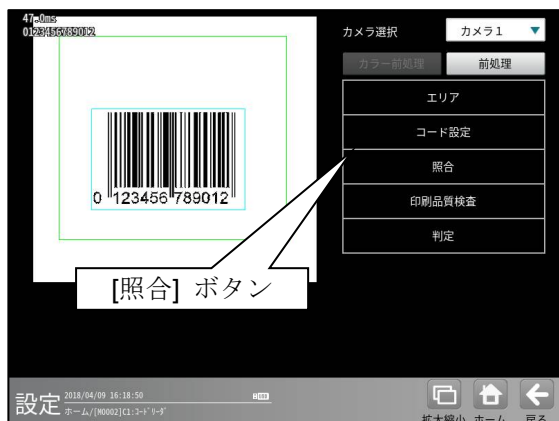 47.0ms
0123456789012
カメラ選択
カメラ1
カラー前処理
前処理
エリア
コード設定
照合
印刷品質検査
判定
0 123456 789012
[照合] ボタン
設定
2018/04/09 16:18:50
ホーム/[M0002]C1:コードリーダ
拡大縮小 ホーム 戻る